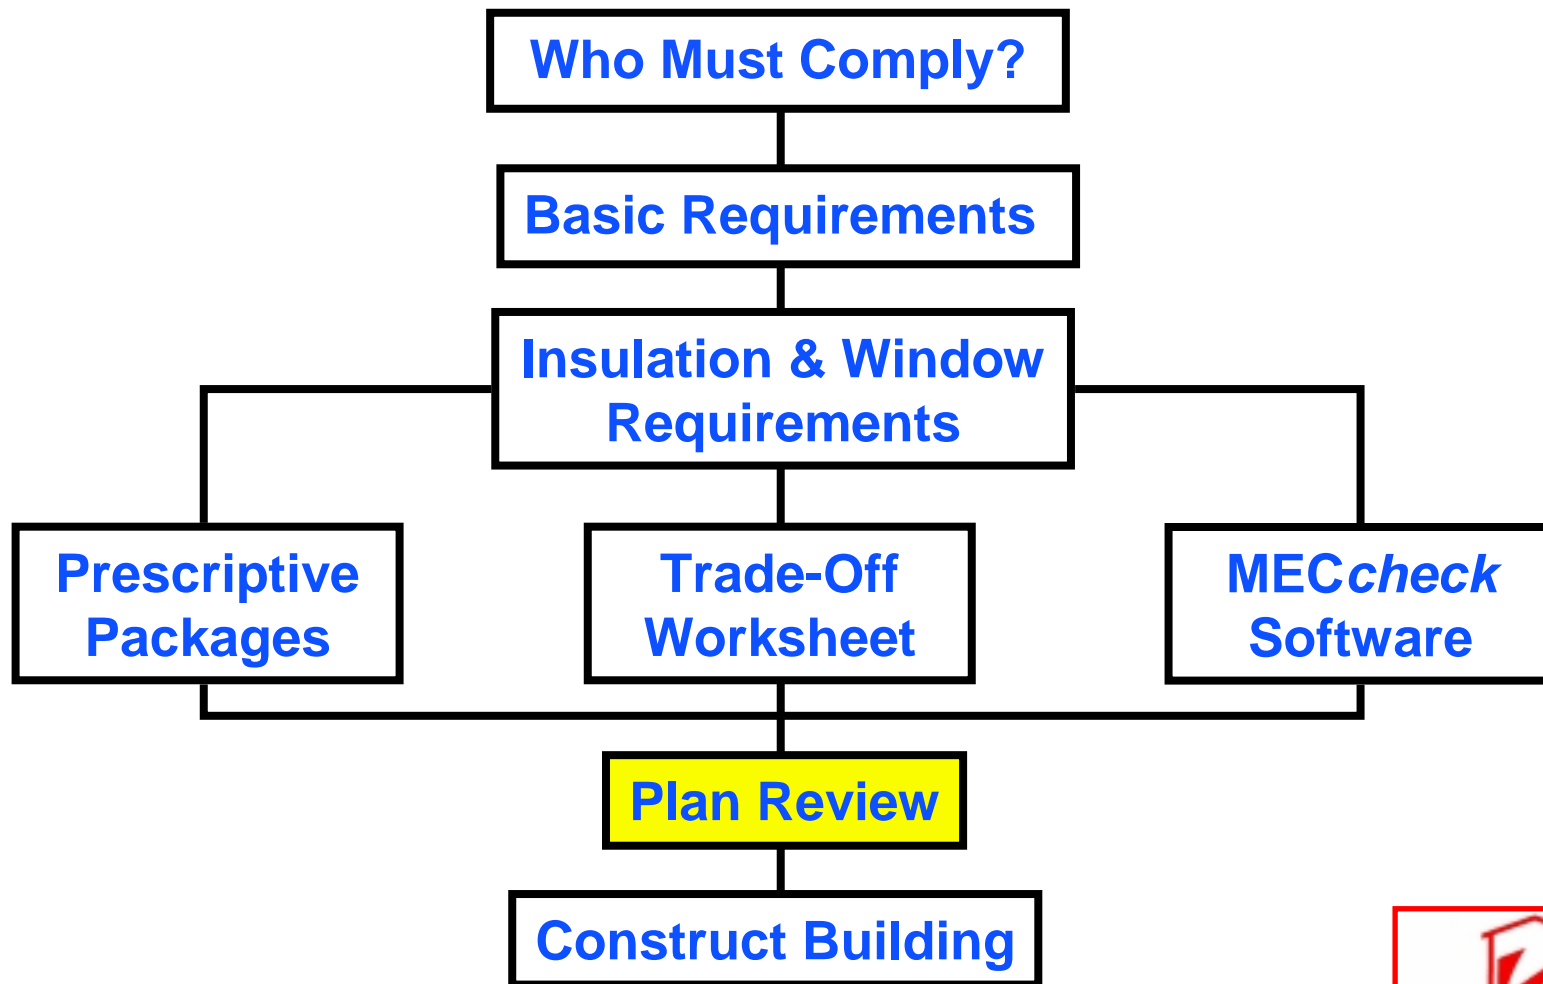 Who Must Comply?
Basic Requirements
Insulation & Window
Requirements
Prescriptive
Packages
Trade-Off
Worksheet
MECcheck
Software
Plan Review
Construct Building